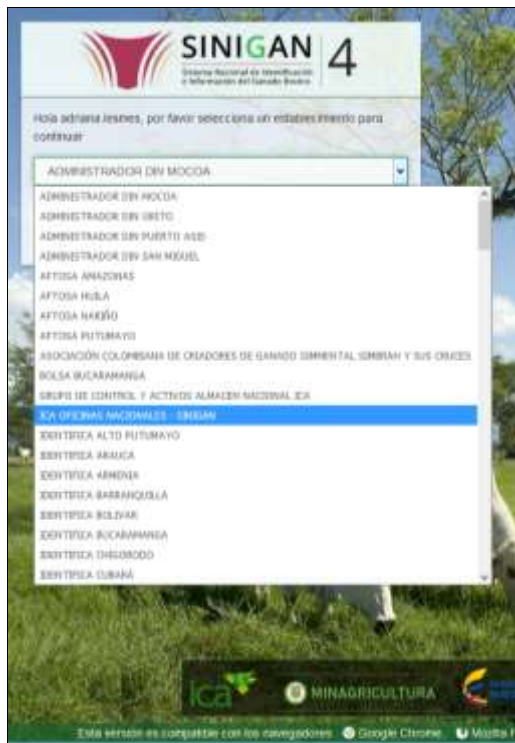 SINIGAN 4
Sistema Nacional de Identificación
e Información del Ganado Bovino
Hola adriana lesmes, por favor selecciona un establecimiento para
continuar
ADMINISTRADOR DIN MOCOA
ADMINISTRADOR DIN MOCOA
ADMINISTRADOR DIN ORITO
ADMINISTRADOR DIN PUERTO ASIS
ADMINISTRADOR DIN SAN MIGUEL
AFTOSA AMAZONAS
AFTOSA HUILA
AFTOSA NARIÑO
AFTOSA PUTUMAYO
ASOCIACIÓN COLOMBIANA DE CRIADORES DE GANADO SIMMENTAL SIMBRAH Y SUS CRUCES
BOLSA BUCARAMANGA
GRUPO DE CONTROL Y ACTIVOS ALMACEN NACIONAL ICA
ICA OFICINAS NACIONALES - SINIGÁN
IDENTIFICA ALTO PUTUMAYO
IDENTIFICA ARAUCA
IDENTIFICA ARMENIA
IDENTIFICA BARRANQUILLA
IDENTIFICA BOLIVAR
IDENTIFICA BUCARAMANGA
IDENTIFICA CHIGORODO
IDENTIFICA CUBARÁ
ica MINAGRICULTURA
Esta versión es compatible con los navegadores Google Chrome Mozilla F